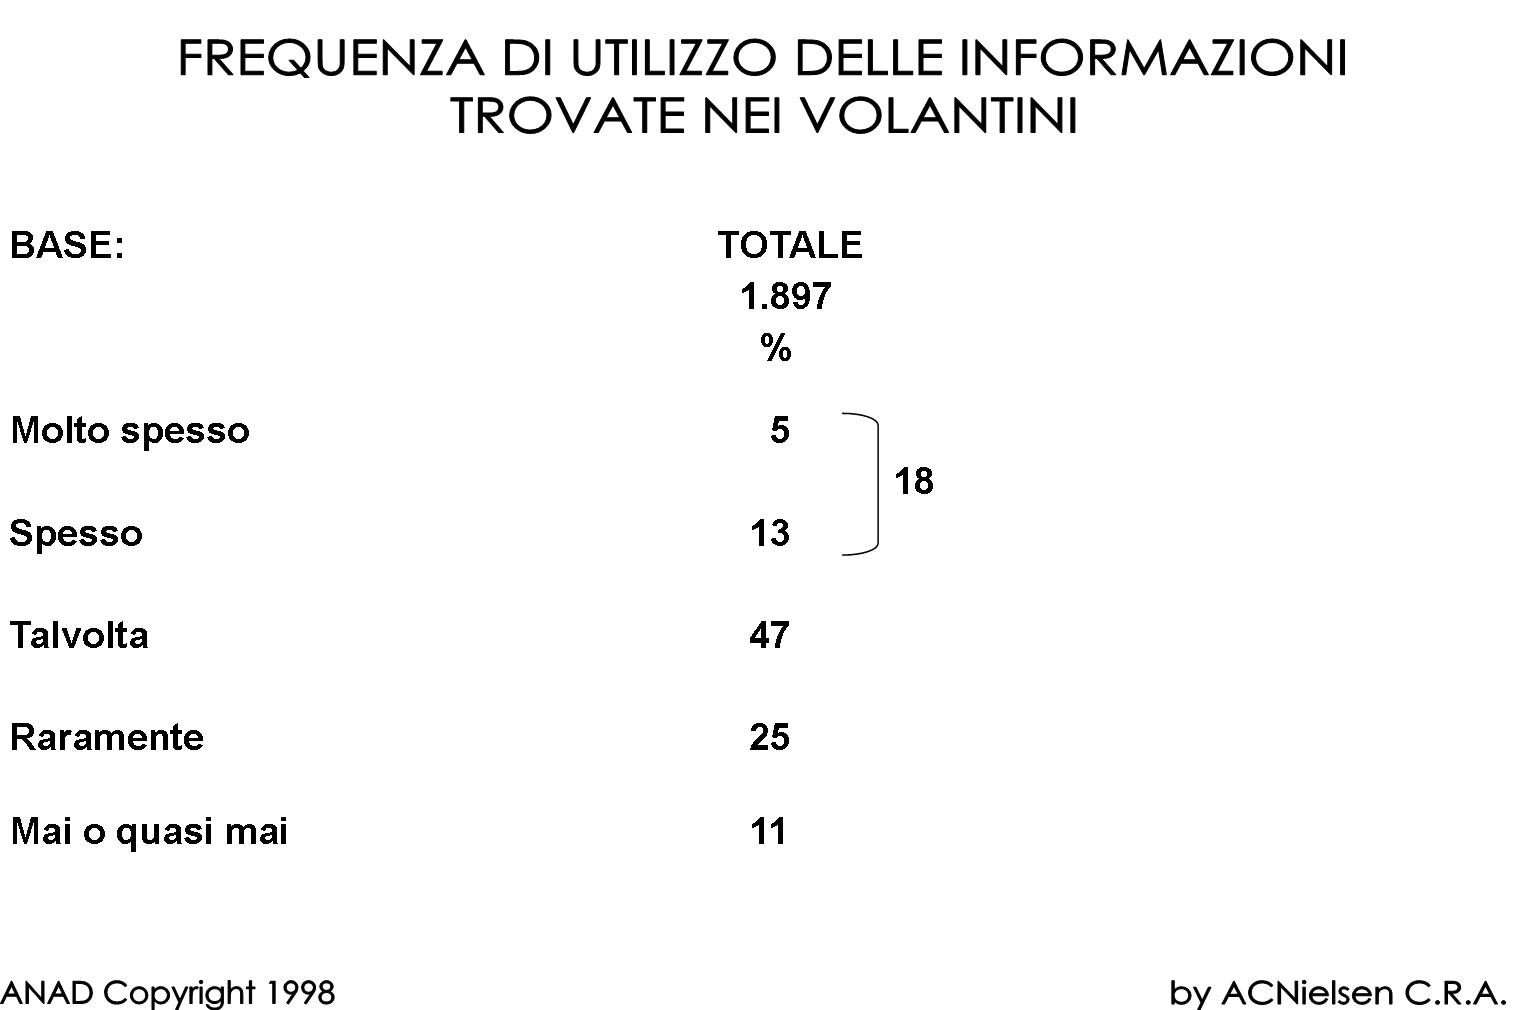 FREQUENZA DI UTILIZZO DELLE INFORMAZIONI
TROVATE NEI VOLANTINI
BASE: TOTALE
1.897
%
Molto spesso 5
18
Spesso 13
Talvolta 47
Raramente 25
Mai o quasi mai 11
ANAD Copyright 1998 by ACNielsen C.R.A.